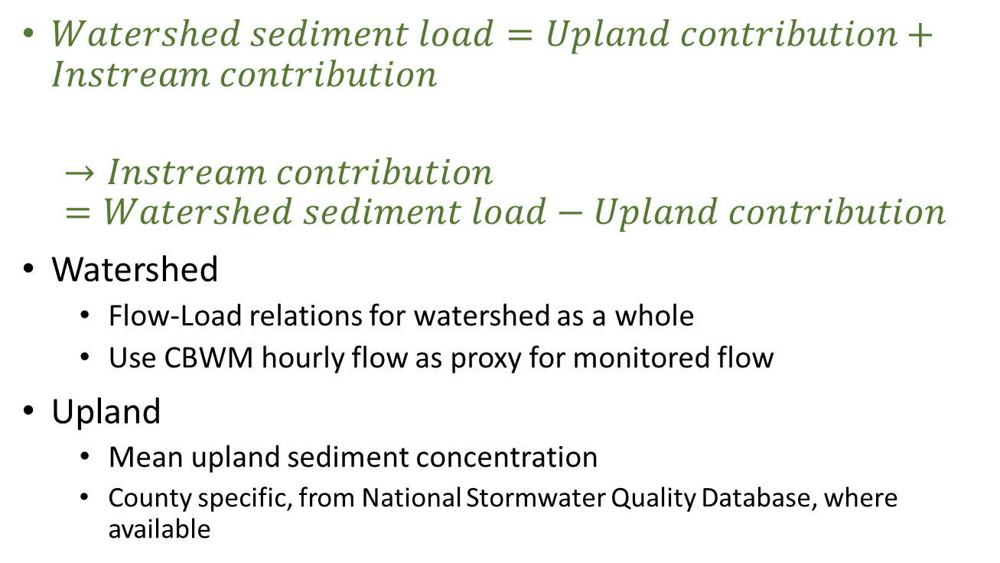 • Watershed sediment load = Upland contribution +
Instream contribution
→ Instream contribution
= Watershed sediment load − Upland contribution
• Watershed
• Flow-Load relations for watershed as a whole
• Use CBWM hourly flow as proxy for monitored flow
• Upland
• Mean upland sediment concentration
• County specific, from National Stormwater Quality Database, where
available